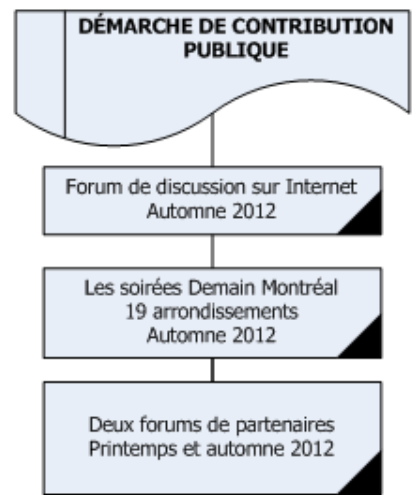 DÉMARCHE DE CONTRIBUTION
PUBLIQUE
Forum de discussion sur Internet
Automne 2012
Les soirées Demain Montréal
19 arrondissements
Automne 2012
Deux forums de partenaires
Printemps et automne 2012